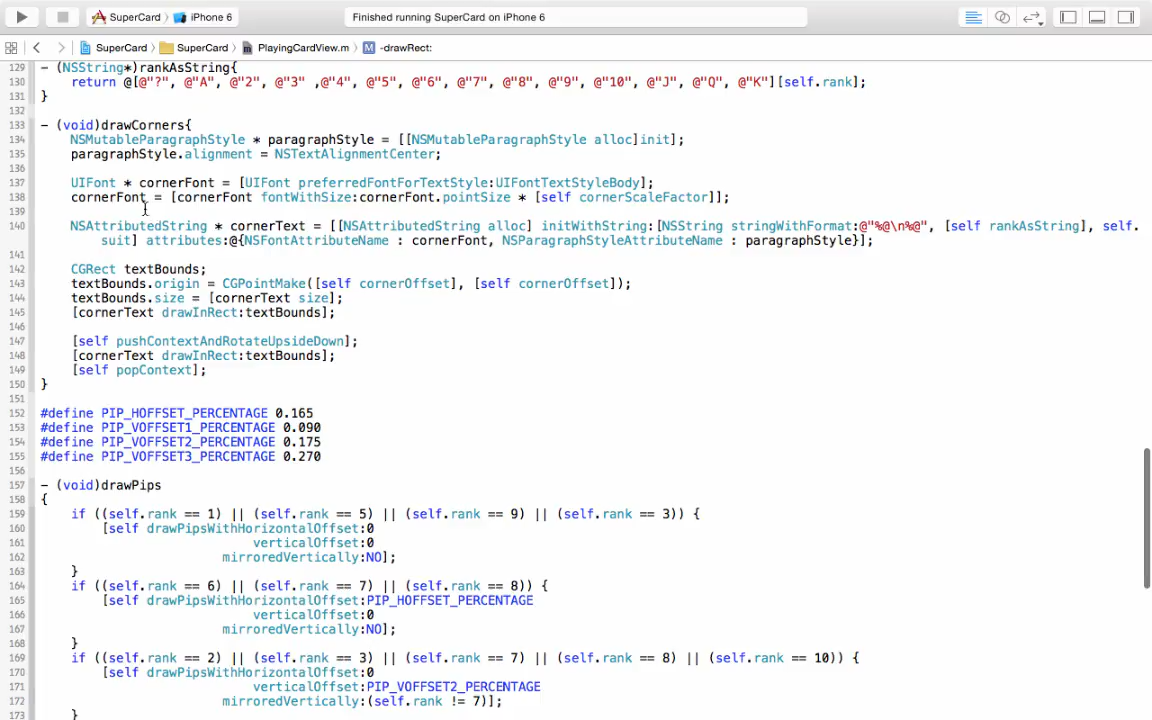 SuperCard 〉 iPhone 6
Finished running SuperCard on iPhone 6
SuperCard 〉 SuperCard 〉 PlayingCardView.m 〉 M -drawRect:
129 - (NSString*)rankAsString{
130 return @[@"?", @"A", @"2", @"3" ,@"4", @"5", @"6", @"7", @"8", @"9", @"10", @"J", @"Q", @"K"][self.rank];
131 }
132
133 - (void)drawCorners{
134 NSMutableParagraphStyle * paragraphStyle = [[NSMutableParagraphStyle alloc]init];
135 paragraphStyle.alignment = NSTextAlignmentCenter;
136
137 UIFont * cornerFont = [UIFont preferredFontForTextStyle:UIFontTextStyleBody];
138 cornerFont = [cornerFont fontWithSize:cornerFont.pointSize * [self cornerScaleFactor]];
139
140 NSAttributedString * cornerText = [[NSAttributedString alloc] initWithString:[NSString stringWithFormat:@"%@\n%@", [self rankAsString], self.
suit] attributes:@{NSFontAttributeName : cornerFont, NSParagraphStyleAttributeName : paragraphStyle}];
141
142 CGRect textBounds;
143 textBounds.origin = CGPointMake([self cornerOffset], [self cornerOffset]);
144 textBounds.size = [cornerText size];
145 [cornerText drawInRect:textBounds];
146
147 [self pushContextAndRotateUpsideDown];
148 [cornerText drawInRect:textBounds];
149 [self popContext];
150 }
151
152 #define PIP_HOFFSET_PERCENTAGE 0.165
153 #define PIP_VOFFSET1_PERCENTAGE 0.090
154 #define PIP_VOFFSET2_PERCENTAGE 0.175
155 #define PIP_VOFFSET3_PERCENTAGE 0.270
156
157 - (void)drawPips
158 {
159 if ((self.rank == 1) || (self.rank == 5) || (self.rank == 9) || (self.rank == 3)) {
160 [self drawPipsWithHorizontalOffset:0
161 verticalOffset:0
162 mirroredVertically:NO];
163 }
164 if ((self.rank == 6) || (self.rank == 7) || (self.rank == 8)) {
165 [self drawPipsWithHorizontalOffset:PIP_HOFFSET_PERCENTAGE
166 verticalOffset:0
167 mirroredVertically:NO];
168 }
169 if ((self.rank == 2) || (self.rank == 3) || (self.rank == 7) || (self.rank == 8) || (self.rank == 10)) {
170 [self drawPipsWithHorizontalOffset:0
171 verticalOffset:PIP_VOFFSET2_PERCENTAGE
172 mirroredVertically:(self.rank != 7)];
173 }